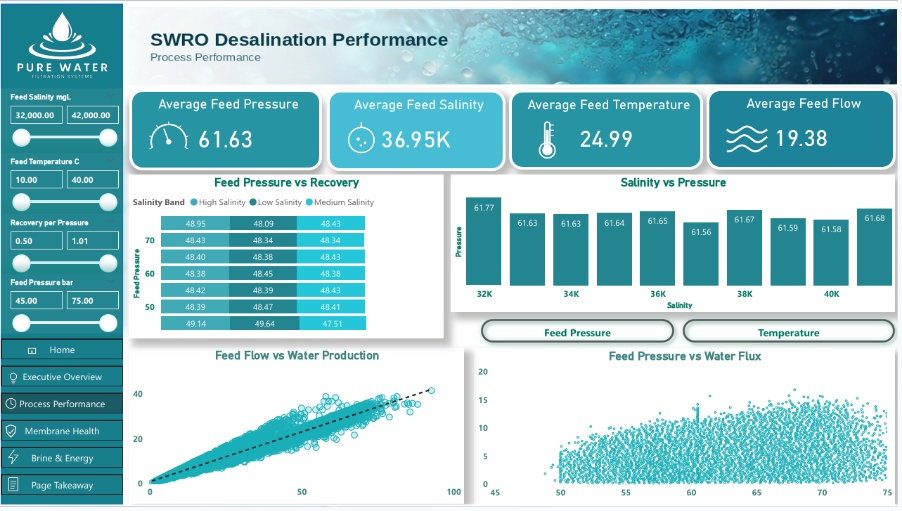 PURE WATER
FILTRATION SYSTEMS
SWRO Desalination Performance
Process Performance
Feed Salinity mgL
32,000.00 42,000.00
Feed Temperature C
10.00 40.00
Recovery per Pressure
0.50 1.01
Feed Pressure bar
45.00 75.00
Home
Executive Overview
Process Performance
Membrane Health
Brine & Energy
Page Takeaway
Average Feed Pressure
61.63
Average Feed Salinity
36.95K
Average Feed Temperature
24.99
Average Feed Flow
19.38
Feed Pressure vs Recovery
Salinity Band High Salinity Low Salinity Medium Salinity
Feed Pressure
48.95 48.09 48.43
70 48.43 48.34 48.34
48.40 48.38 48.43
60 48.38 48.45 48.38
48.42 48.39 48.43
50 48.39 48.47 48.41
49.14 49.64 47.51
Salinity vs Pressure
Pressure
61.77 61.63 61.63 61.64 61.65 61.56 61.67 61.59 61.58 61.68
32K 34K 36K 38K 40K
Salinity
Feed Pressure
Temperature
Feed Flow vs Water Production
40
20
0
0 50 100
Feed Pressure vs Water Flux
20
15
10
5
0
45 50 55 60 65 70 75